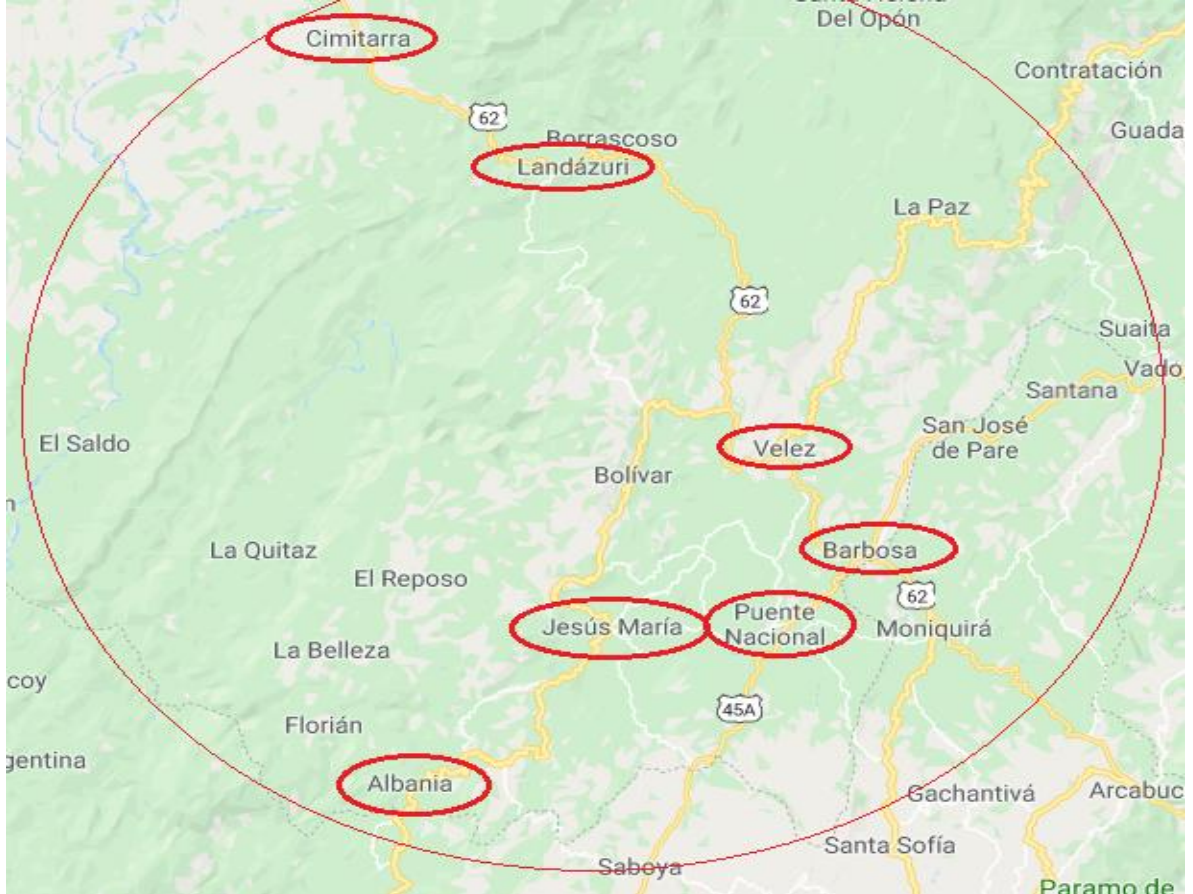 Del Opón
Cimitarra
Contratación
62
Guada
Borrascoso
Landázuri
La Paz
62
Suaita
Vado
Santana
San José
de Pare
El Saldo
Velez
Bolívar
La Quitaz
Barbosa
El Reposo
62
Puente
Nacional
Jesús María
Moniquirá
La Belleza
coy
45A
Florián
gentina
Albania
Gachantivá
Arcabuc
Santa Sofía
Saboya
Paramo de